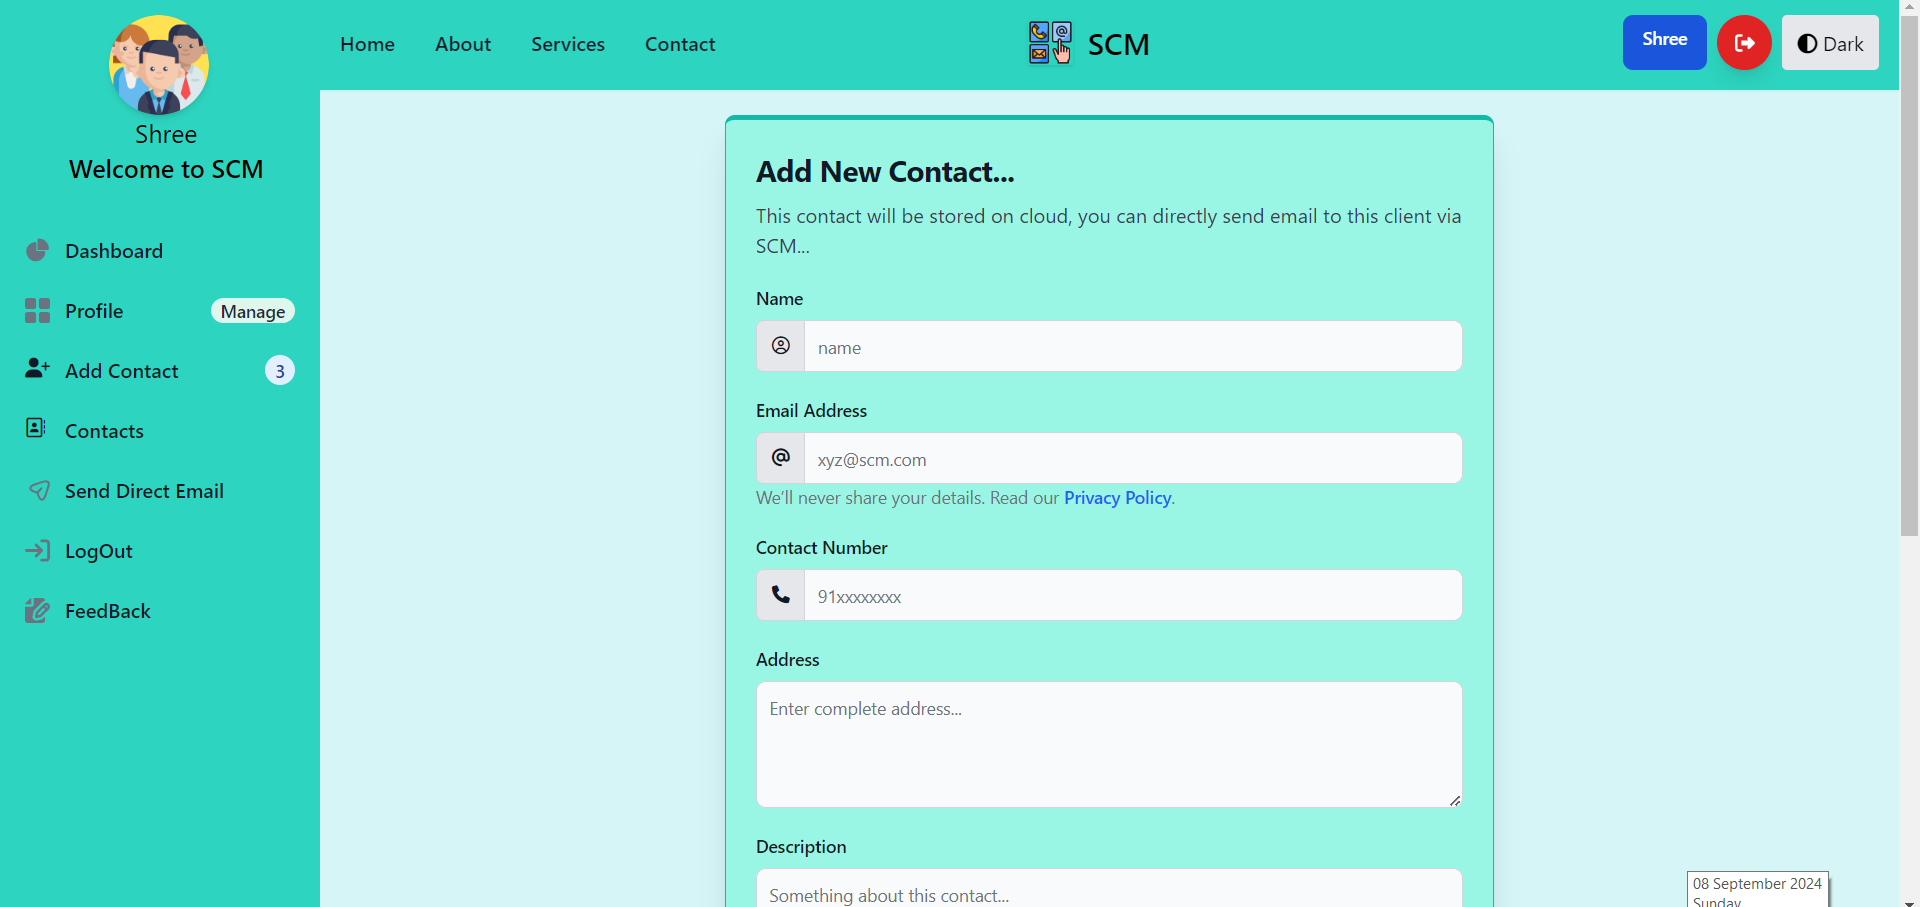 Shree
Welcome to SCM
Dashboard
Profile
Manage
Add Contact
3
Contacts
Send Direct Email
LogOut
FeedBack
Home
About
Services
Contact
SCM
Shree
Dark
Add New Contact...
This contact will be stored on cloud, you can directly send email to this client via
SCM...
Name
name
Email Address
xyz@scm.com
We’ll never share your details. Read our Privacy Policy.
Contact Number
91xxxxxxxx
Address
Enter complete address...
Description
Something about this contact...
08 September 2024
Sunday